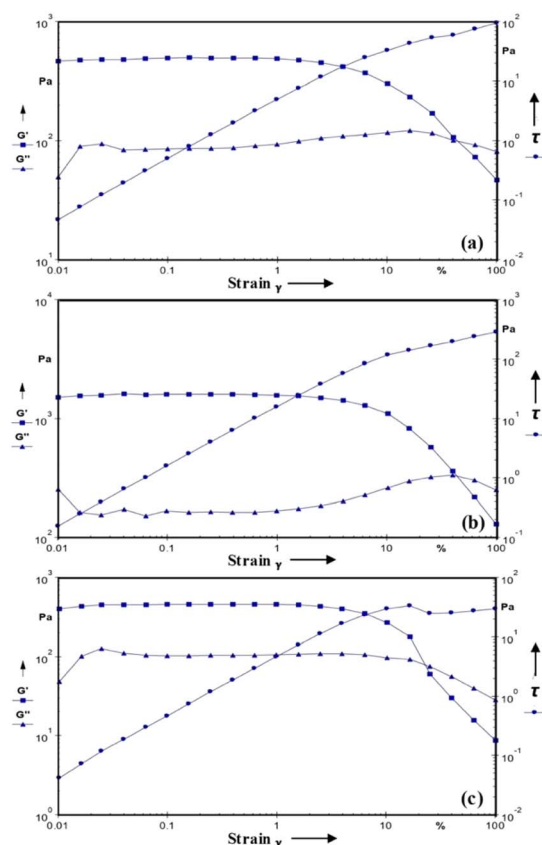 10³ 10²
Pa Pa
10¹
G' 10² 10⁰ τ
G''
10⁻¹
(a)
10¹ 10⁻²
0.01 0.1 1 10 % 100
Strain γ
10⁴ 10³
Pa Pa
10²
G' 10³ 10¹ τ
G''
10⁰
(b)
10² 10⁻¹
0.01 0.1 1 10 % 100
Strain γ
10³ 10²
Pa Pa
10¹
G' 10² τ
G'' 10⁰
10¹
10⁻¹
(c)
10⁰ 10⁻²
0.01 0.1 1 10 % 100
Strain γ